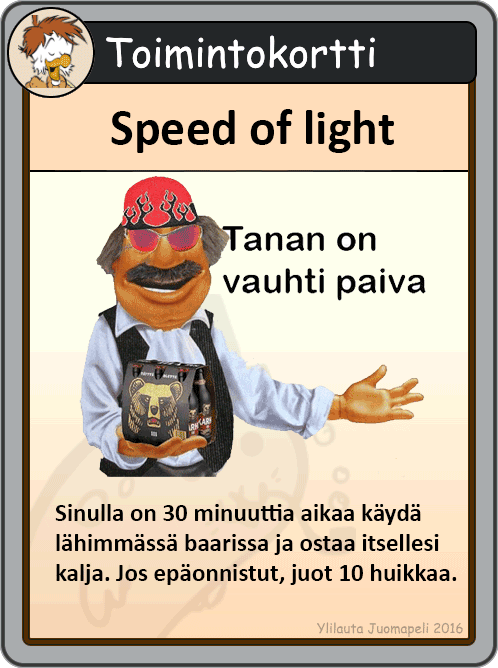 Toimintokortti
Speed of light
Tanan on
vauhti paiva
Sinulla on 30 minuuttia aikaa käydä
lähimmässä baarissa ja ostaa itsellesi
kalja. Jos epäonnistut, juot 10 huikkaa.
Ylilauta Juomapeli 2016